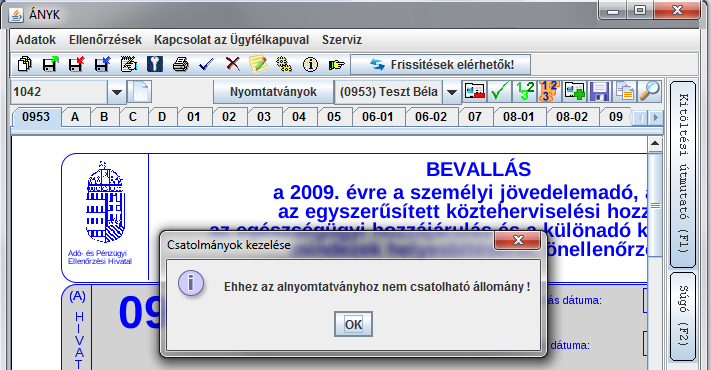 ÁNYK
Adatok Ellenőrzések Kapcsolat az Ügyfélkapuval Szerviz
Frissítések elérhetők!
1042 Nyomtatványok (0953) Teszt Béla
0953 A B C D 01 02 03 04 05 06-01 06-02 07 08-01 08-02 09
Kitöltési útmutató (F1)
Súgó (F2)
BEVALLÁS
a 2009. évre a személyi jövedelemadó,
az egyszerűsített közteherviselési hozz
az egészségügyi hozzájárulás és a különadó k
önellenőrz
Adó- és Pénzügyi
Ellenőrzési Hivatal
Csatolmányok kezelése
Ehhez az alnyomtatványhoz nem csatolható állomány !
OK
(A)
HIVAT
09
ás dátuma:
dátuma: